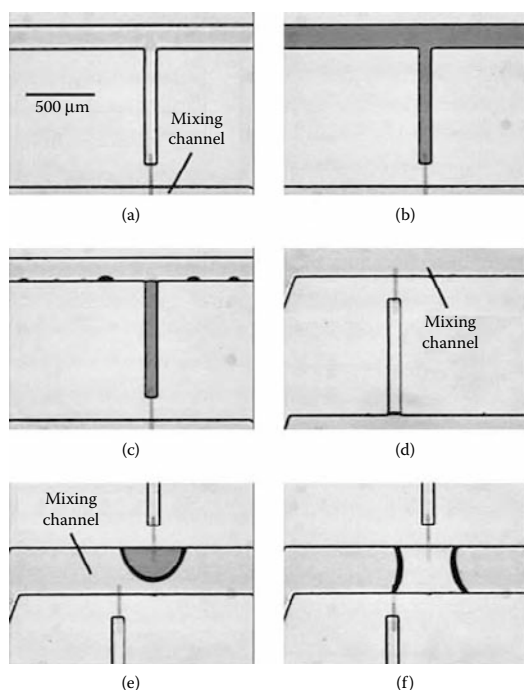 500 µm
Mixing
channel
(a)
(b)
(c)
Mixing
channel
(d)
Mixing
channel
(e)
(f)